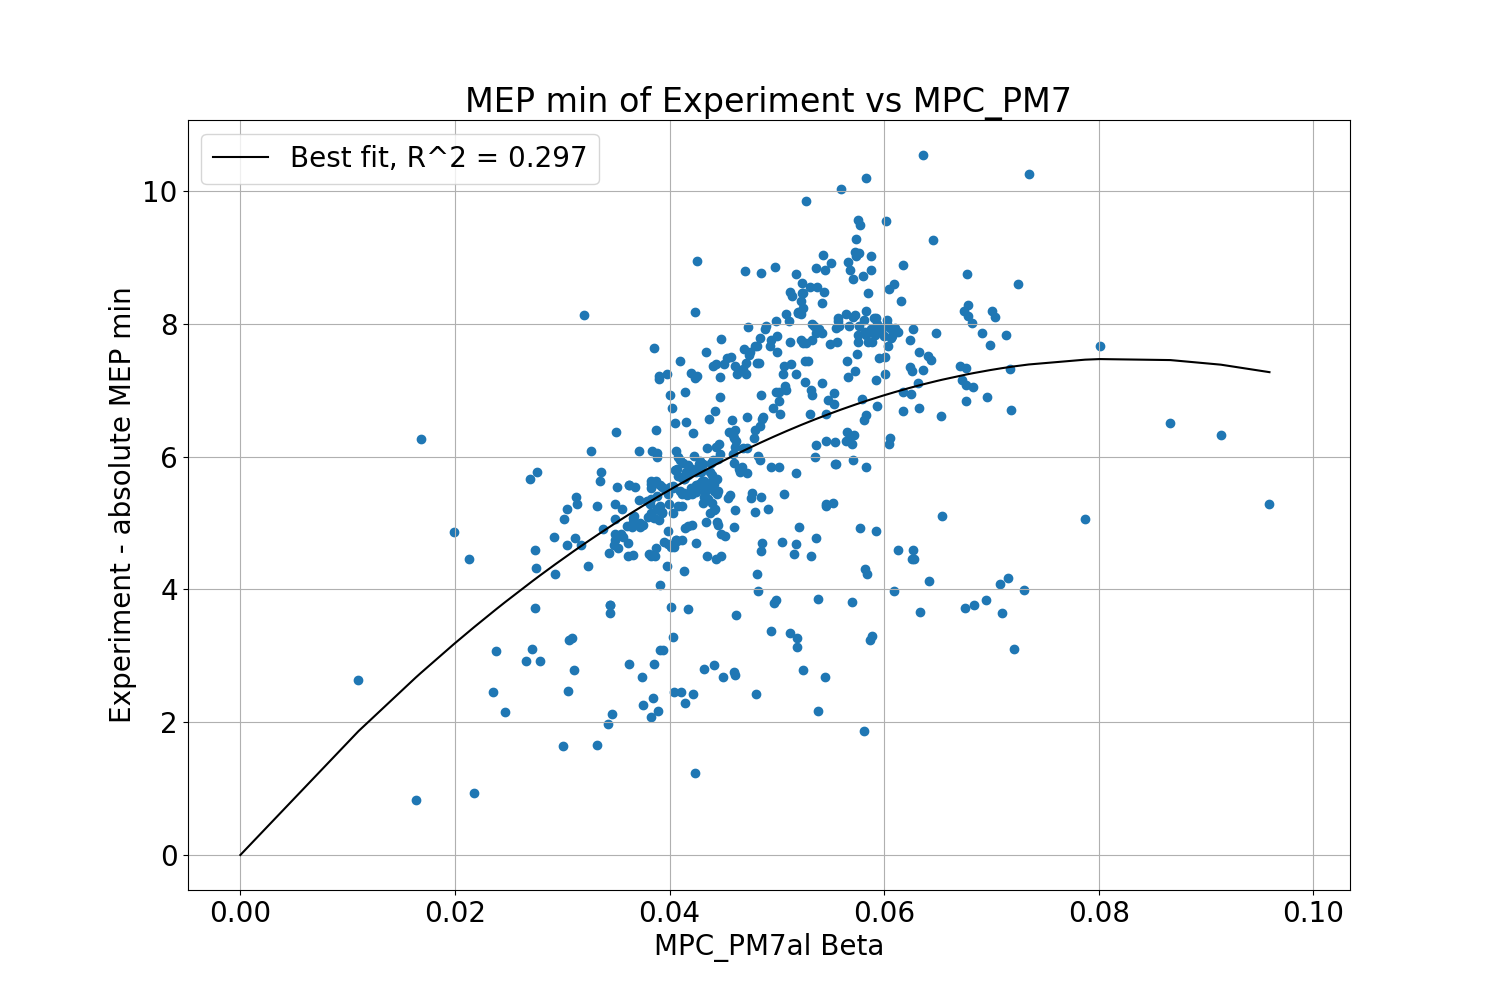 MEP min of Experiment vs MPC_PM7
Best fit, R^2 = 0.297
Experiment - absolute MEP min
10
8
6
4
2
0
0.00 0.02 0.04 0.06 0.08 0.10
MPC_PM7al Beta